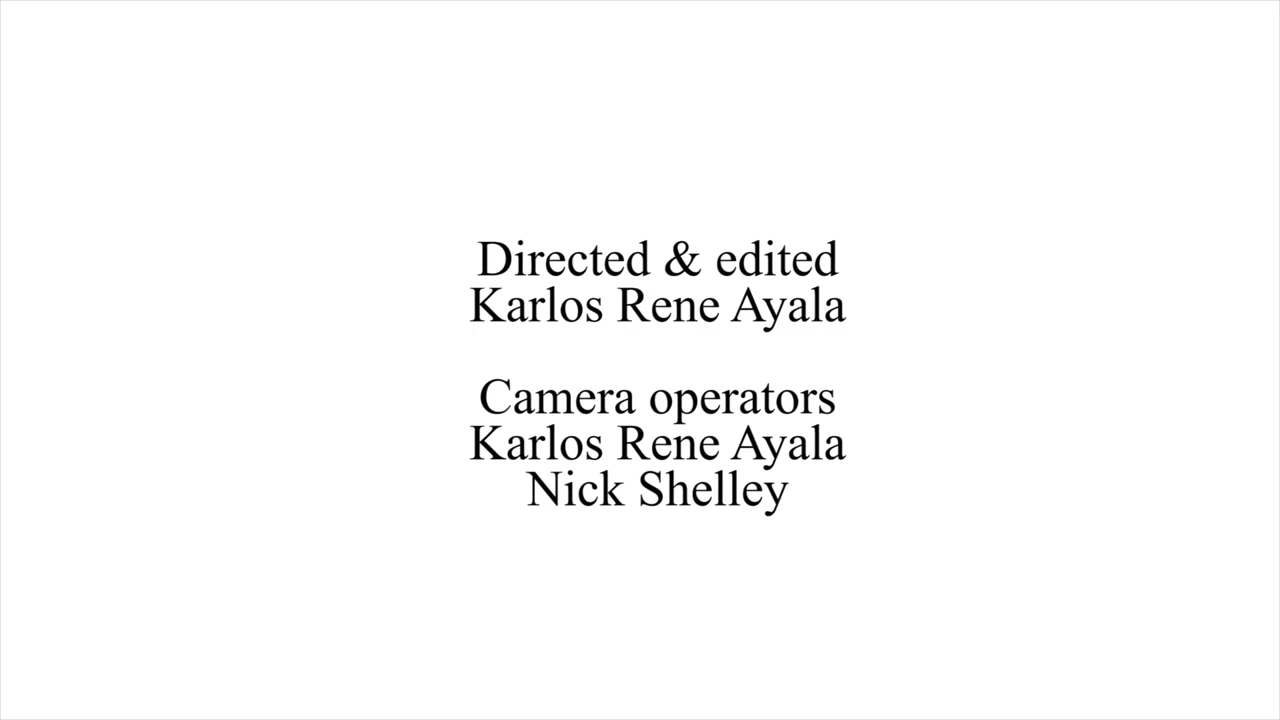 Directed & edited
Karlos Rene Ayala
Camera operators
Karlos Rene Ayala
Nick Shelley